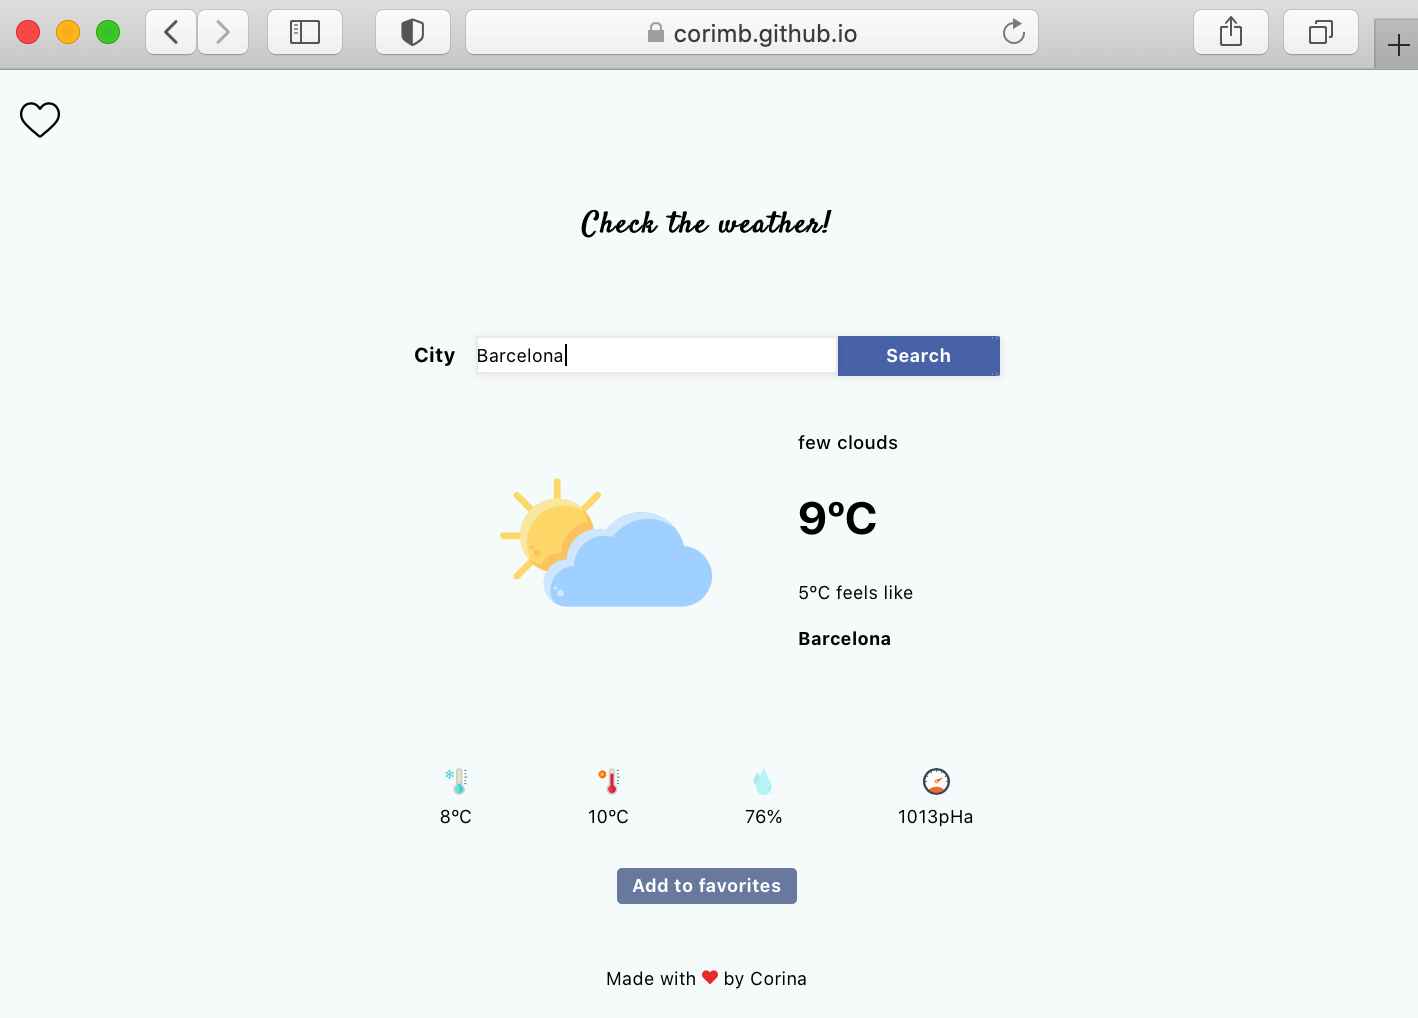 corimb.github.io
Check the weather!
City Barcelona Search
few clouds
9ºC
5ºC feels like
Barcelona
8ºC 10ºC 76% 1013pHa
Add to favorites
Made with ❤ by Corina